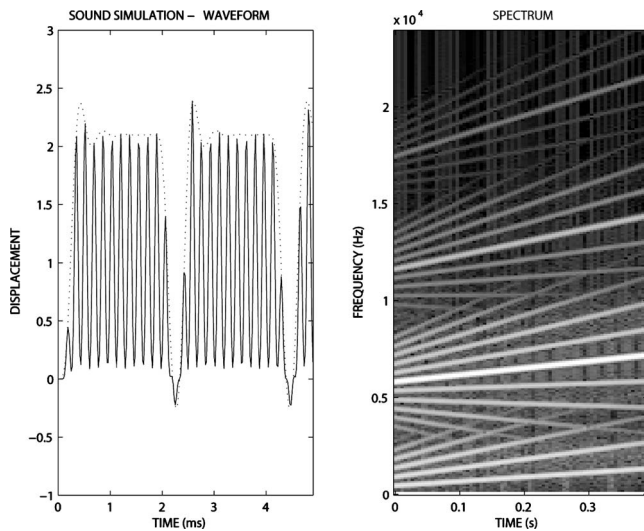 SOUND SIMULATION – WAVEFORM
3
2.5
2
1.5
1
0.5
0
−0.5
−1
DISPLACEMENT
0 1 2 3 4
TIME (ms)
SPECTRUM
x 10⁴
2
1.5
1
0.5
0
FREQUENCY (Hz)
0 0.1 0.2 0.3
TIME (s)